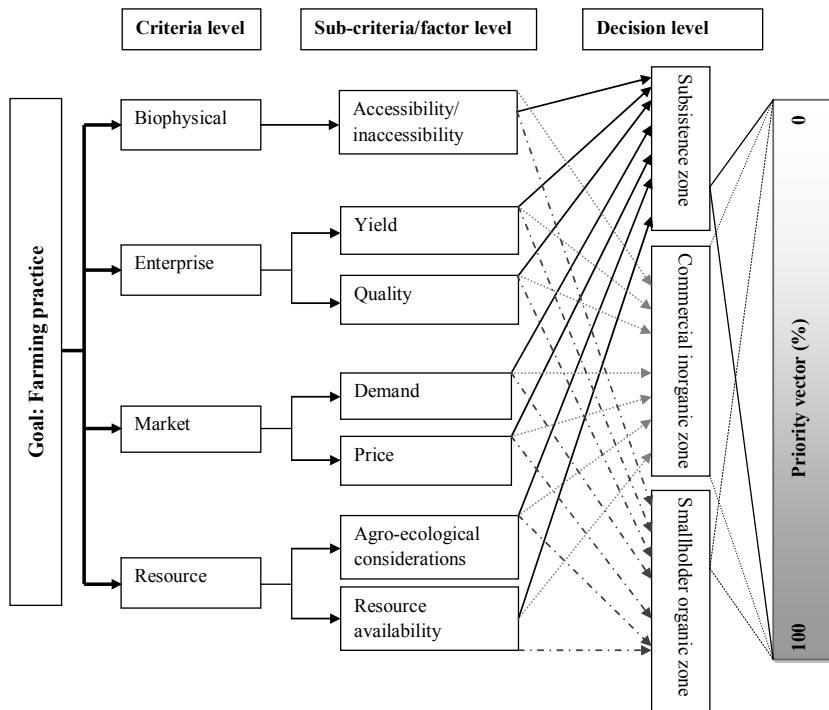 Criteria level
Sub-criteria/factor level
Decision level
Goal: Farming practice
Biophysical
Enterprise
Market
Resource
Accessibility/
inaccessibility
Yield
Quality
Demand
Price
Agro-ecological
considerations
Resource
availability
Subsistence zone
Commercial inorganic zone
Smallholder organic zone
0
Priority vector (%)
100